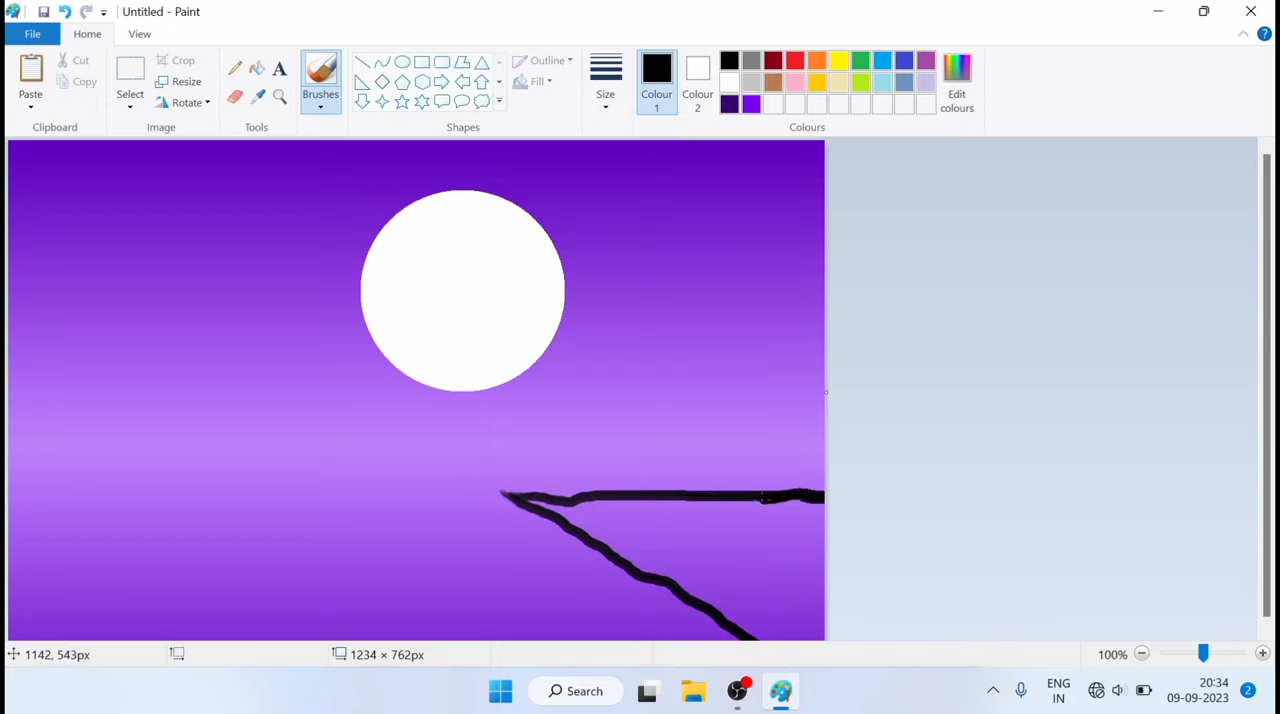 Untitled - Paint
File Home View
Paste
Cut
Copy
Clipboard
Select
Crop
Resize
Rotate
Image
A
Tools
Brushes
Shapes
Outline
Fill
Size
Colour 1
Colour 2
Edit colours
Colours
1142, 543px
1234 × 762px
100%
Search
ENG
IN
20:34
09-09-2023
2